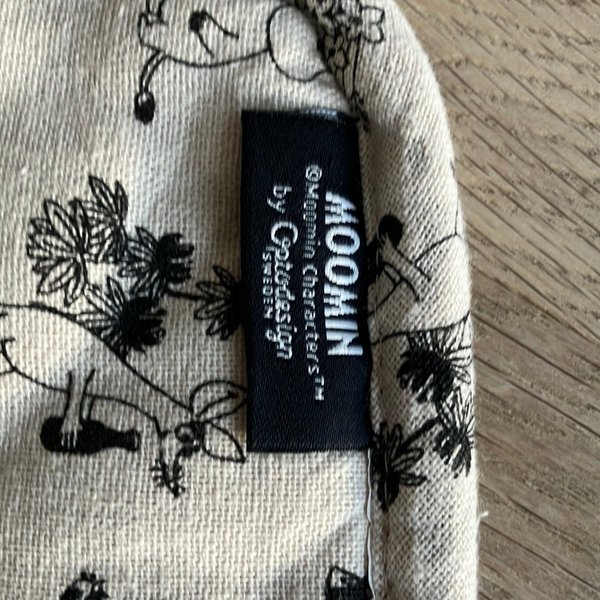 MOOMIN
©Moomin Characters™
by Optodesign
SWEDEN